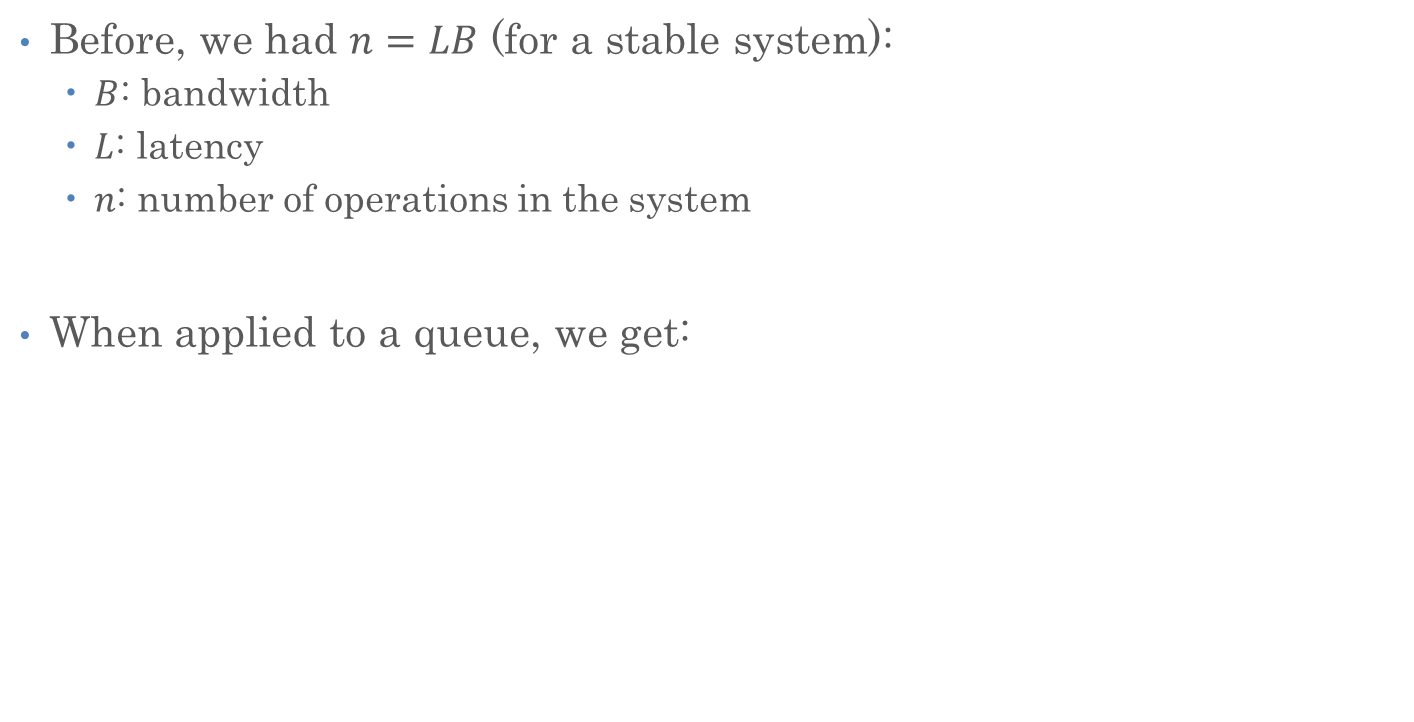 • Before, we had n = LB (for a stable system):
• B: bandwidth
• L: latency
• n: number of operations in the system
• When applied to a queue, we get: